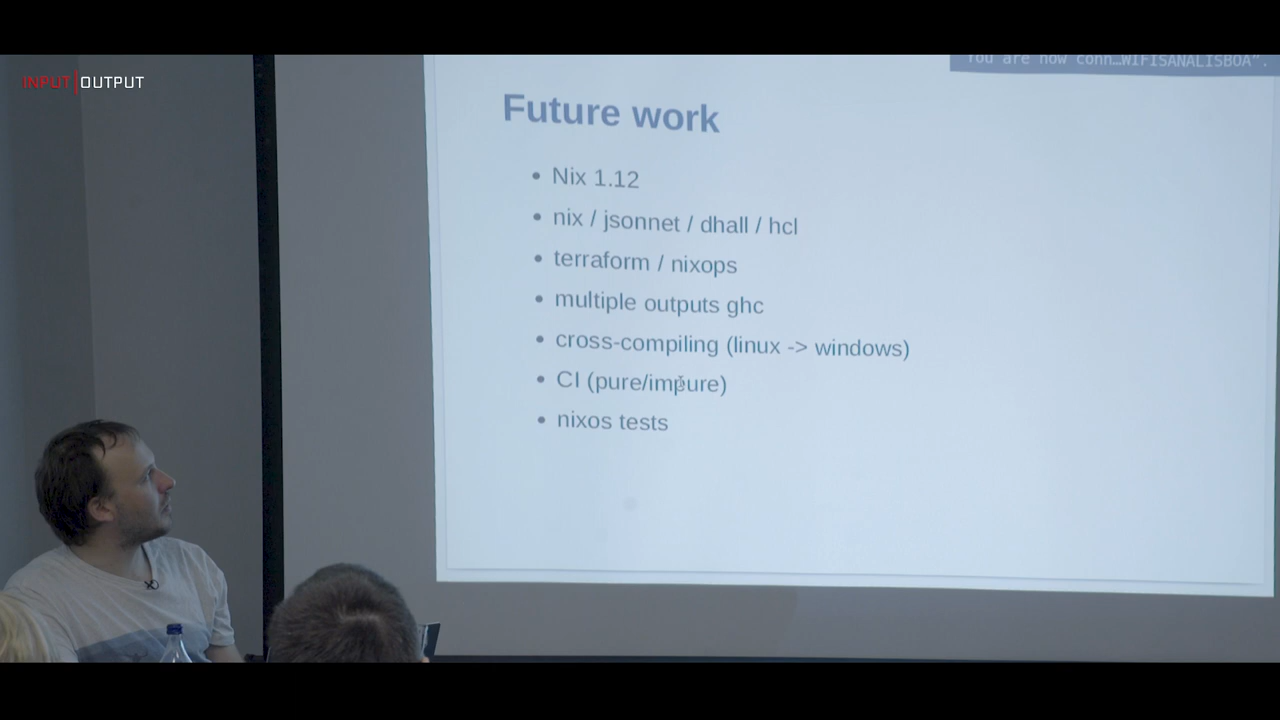 INPUT|OUTPUT
You are now conn…WIFISANALISBOA”.
Future work
• Nix 1.12
• nix / jsonnet / dhall / hcl
• terraform / nixops
• multiple outputs ghc
• cross-compiling (linux -> windows)
• CI (pure/impure)
• nixos tests